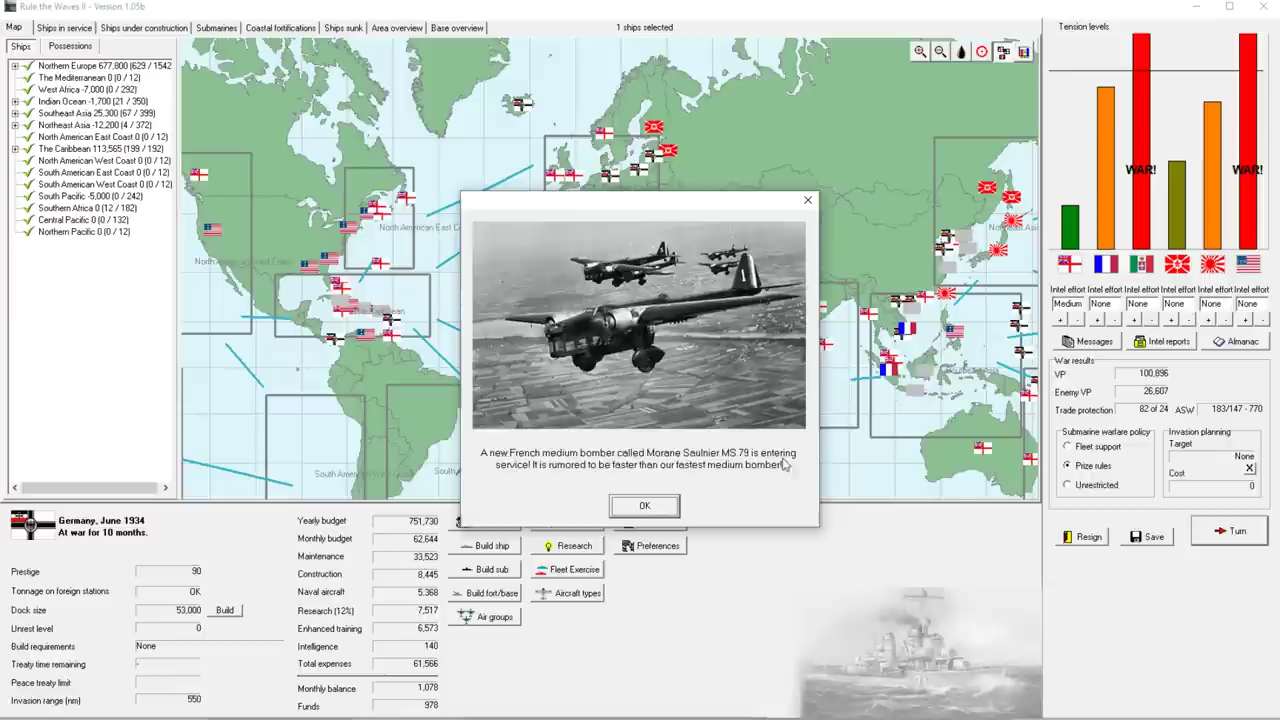 Rule the Waves II - Version 1.05b
Map Ships in service Ships under construction Submarines Coastal fortifications Ships sunk Area overview Base overview 1 ships selected
Ships Possessions
Northern Europe 677,800 (629 / 1542
The Mediterranean 0 (0 / 12)
West Africa -7,000 (0 / 292)
Indian Ocean -1,700 (21 / 350)
Southeast Asia 25,300 (67 / 399)
Northeast Asia -12,200 (4 / 372)
North American East Coast 0 (0 / 12)
The Caribbean 113,565 (199 / 192)
North American West Coast 0 (0 / 12)
South American East Coast 0 (0 / 12)
South American West Coast 0 (0 / 12)
South Pacific -5,000 (0 / 242)
Southern Africa 0 (12 / 182)
Central Pacific 0 (0 / 132)
Northern Pacific 0 (0 / 12)
North American East C
A new French medium bomber called Morane Saulnier MS 79 is entering
service! It is rumored to be faster than our fastest medium bomber!
OK
Tension levels
WAR! WAR!
Intel effort Intel effort Intel effort Intel effort Intel effort Intel effort
Medium None None None None None
+ - + - + - + - + - + -
Messages Intel reports Almanac
War results
VP 100,896
Enemy VP 26,607
Trade protection 82 of 24 ASW 183/147 - 770
Submarine warfare policy
Fleet support
Prize rules
Unrestricted
Invasion planning
Target
None
Cost X
0
Resign Save Turn
Germany, June 1934
At war for 10 months.
Prestige 90
Tonnage on foreign stations OK
Dock size 53,000 Build
Unrest level 0
Build requirements None
Treaty time remaining -
Peace treaty limit
Invasion range (nm) 550
Yearly budget 751,730
Monthly budget 62,644
Maintenance 33,523
Construction 8,445
Naval aircraft 5,368
Research (12%) 7,517
Enhanced training 6,573
Intelligence 140
Total expenses 61,566
Monthly balance 1,078
Funds 978
Build ship Research Preferences
Build sub Fleet Exercise
Build fort/base Aircraft types
Air groups